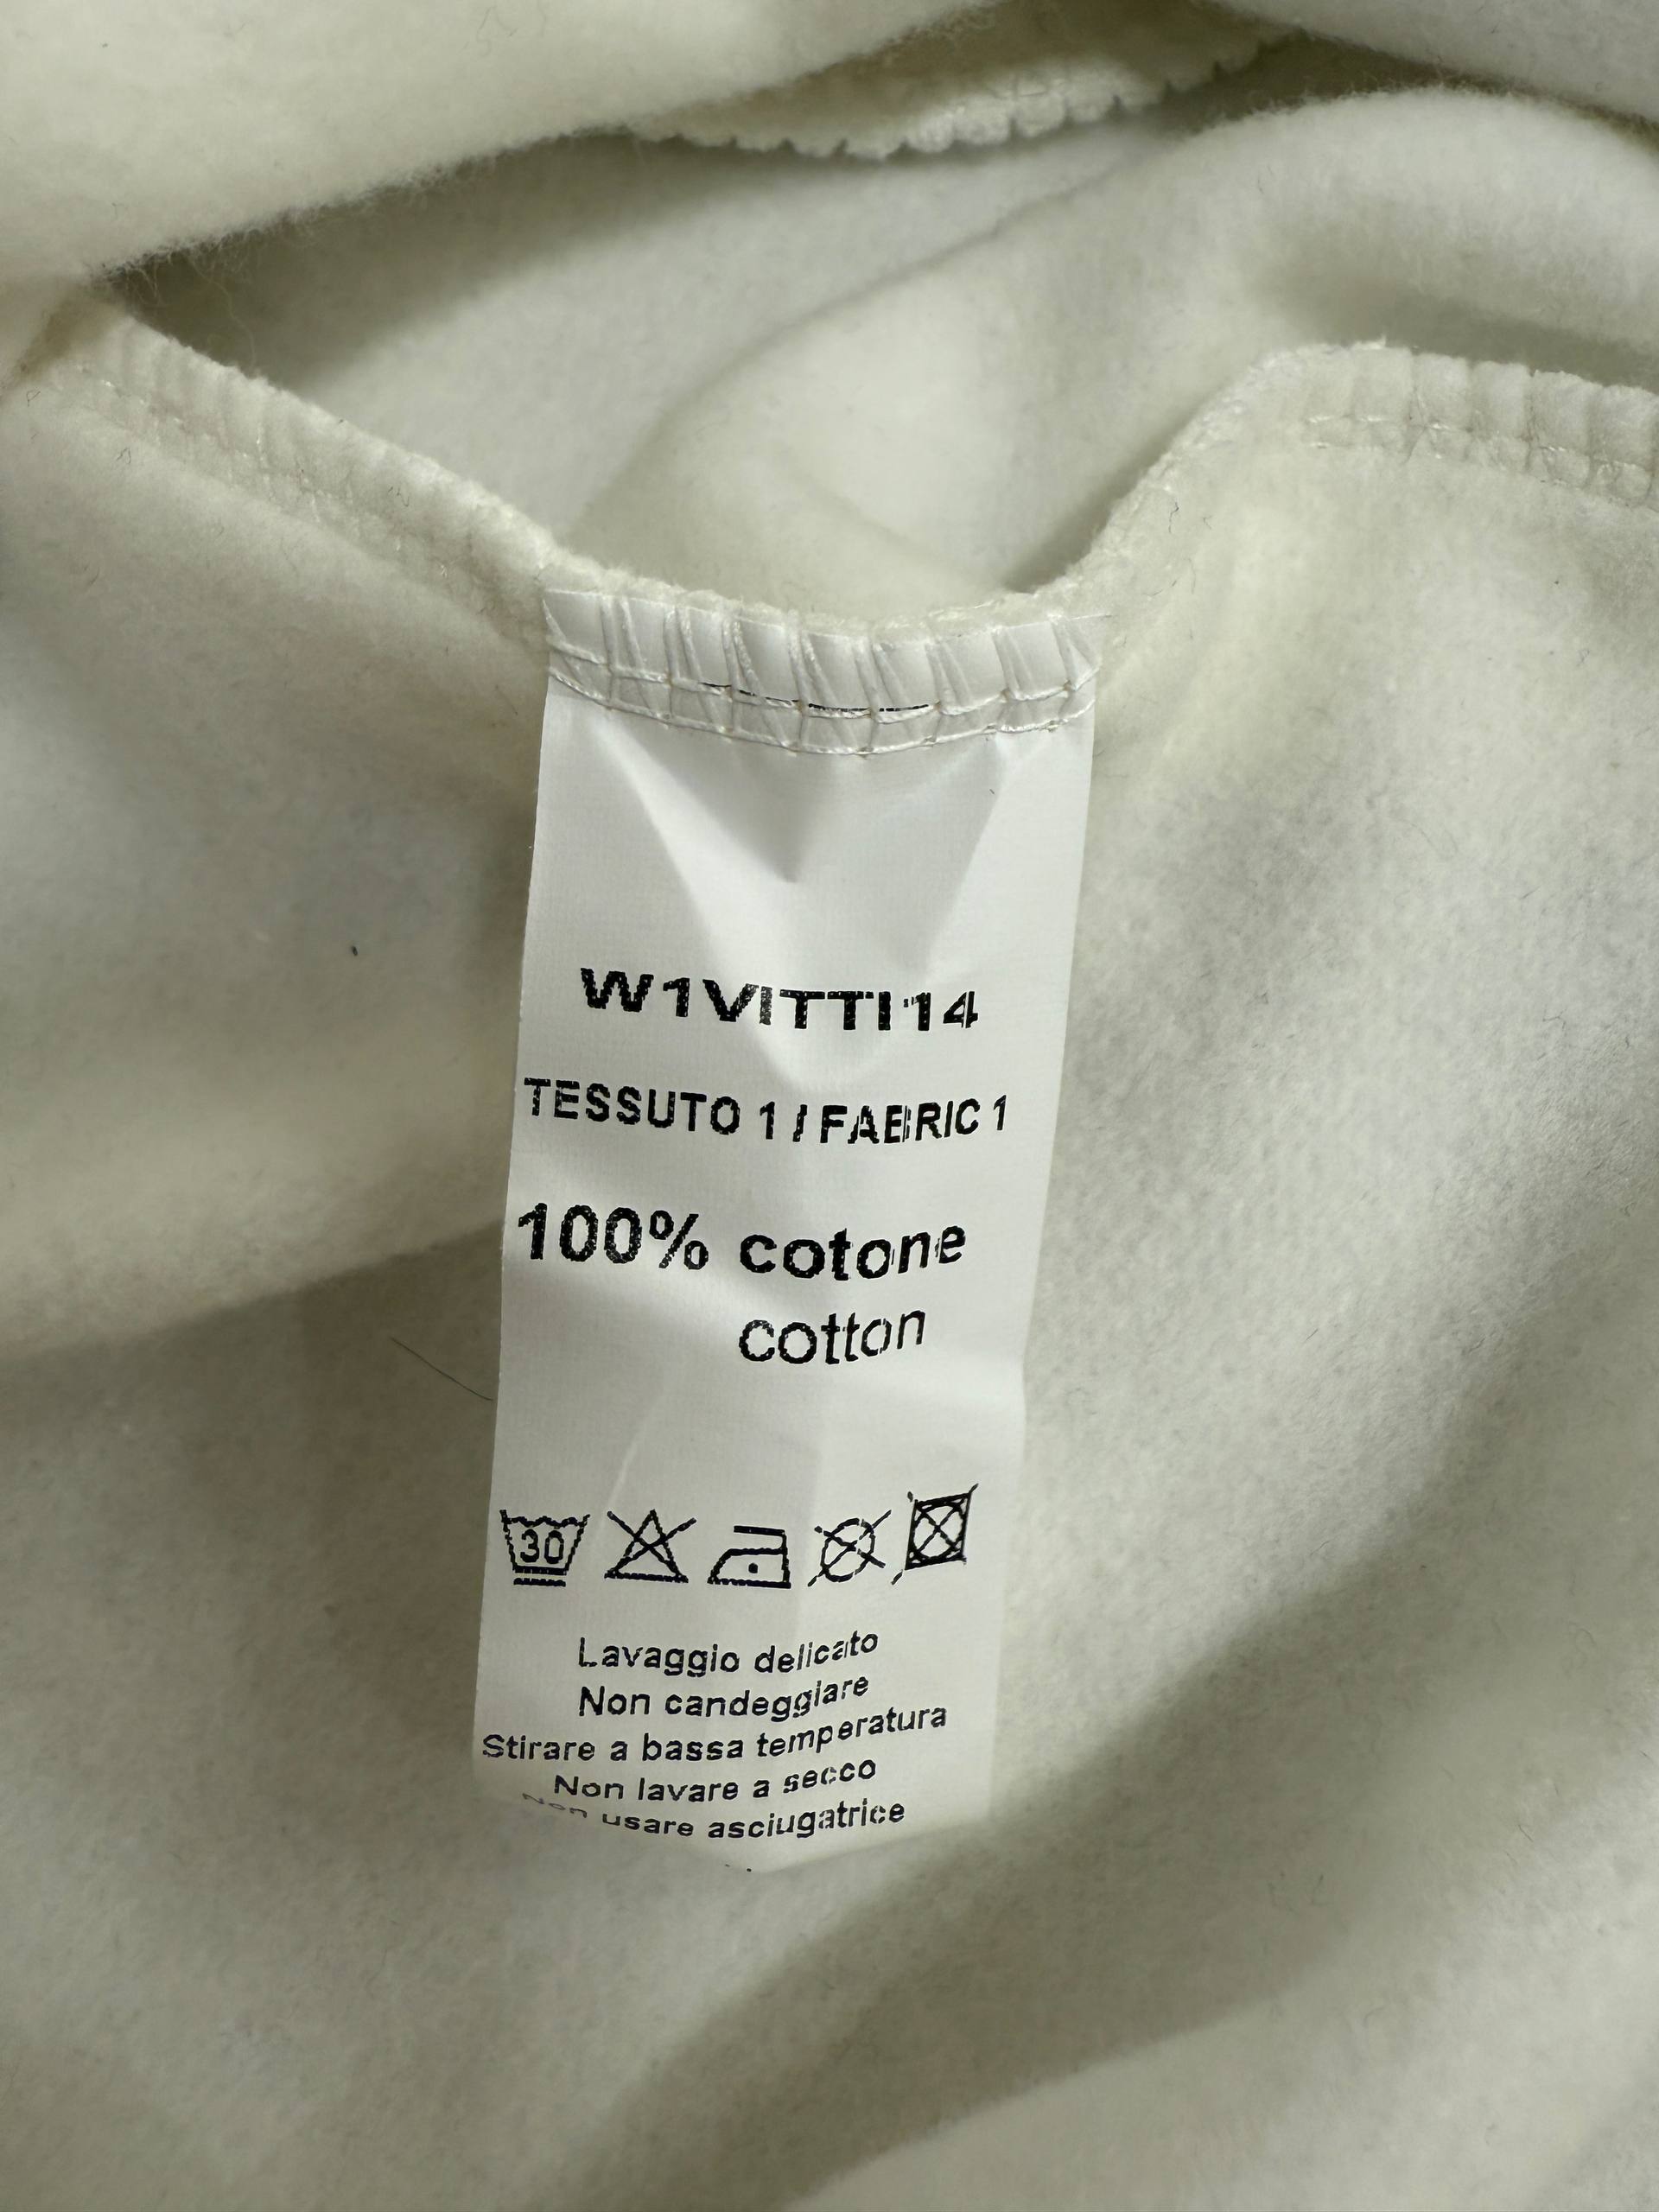 W1VITTI14
TESSUTO 1 / FABRIC 1
100% cotone
cotton
30
Lavaggio delicato
Non candeggiare
Stirare a bassa temperatura
Non lavare a secco
Non usare asciugatrice